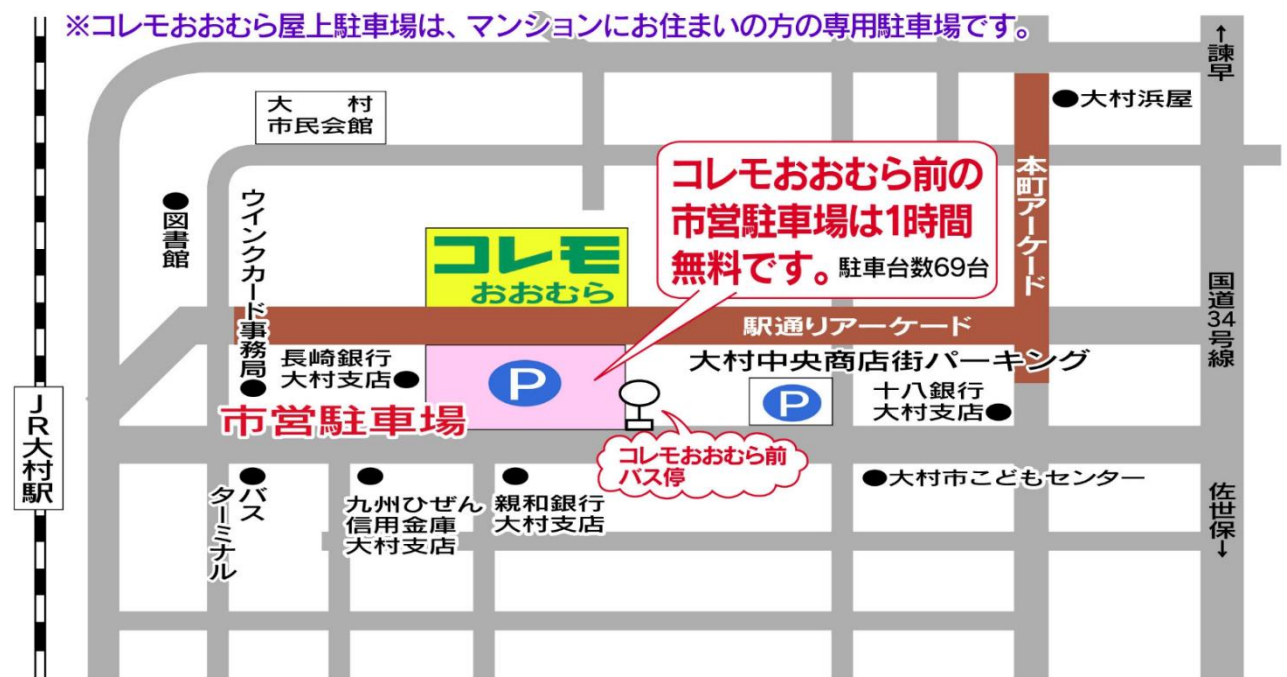 ※コレモおおむら屋上駐車場は、マンションにお住まいの方の専用駐車場です。
↑諫早
大村
市民会館
●大村浜屋
本町アーケード
コレモおおむら前の
市営駐車場は1時間
無料です。駐車台数69台
●図書館
ウインクカード事務局●
コレモ
おおむら
国道34号線
駅通りアーケード
長崎銀行
大村支店●
P
大村中央商店街パーキング
P
十八銀行
大村支店●
JR大村駅
市営駐車場
コレモおおむら前
バス停
●バス
ターミナル
●
九州ひぜん
信用金庫
大村支店
●
親和銀行
大村支店
●大村市こどもセンター
佐世保↓